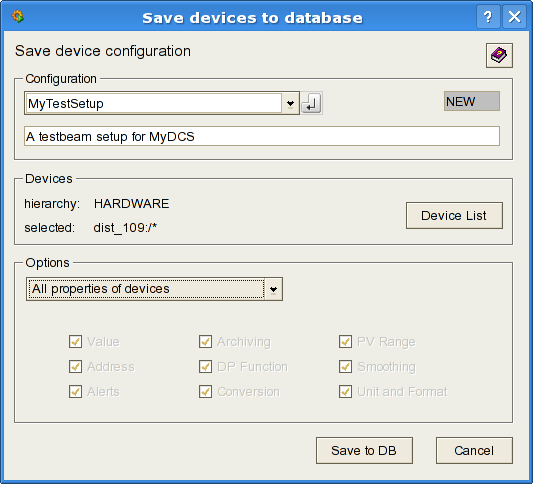 Save devices to database
Save device configuration
Configuration
MyTestSetup
NEW
A testbeam setup for MyDCS
Devices
hierarchy: HARDWARE
selected: dist_109:/*
Device List
Options
All properties of devices
Value Archiving PV Range
Address DP Function Smoothing
Alerts Conversion Unit and Format
Save to DB Cancel